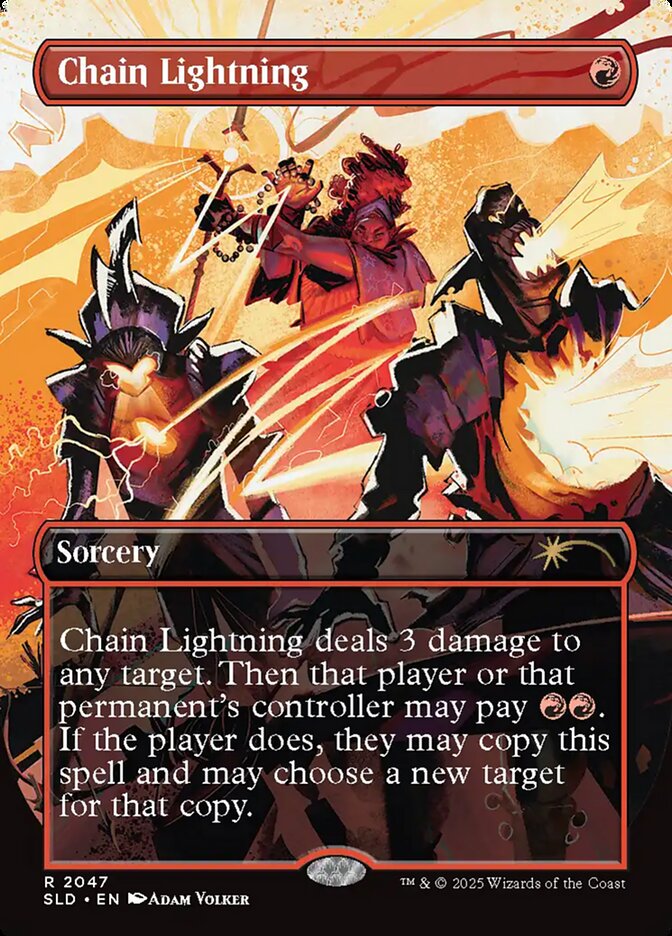 Chain Lightning
Sorcery
Chain Lightning deals 3 damage to
any target. Then that player or that
permanent's controller may pay .
If the player does, they may copy this
spell and may choose a new target
for that copy.
R 2047
SLD • EN ADAM VOLKER
™ & © 2025 Wizards of the Coast